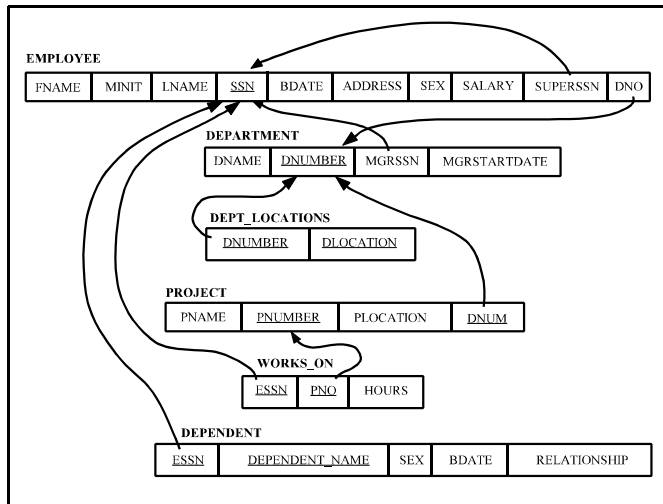 EMPLOYEE
FNAME MINIT LNAME SSN BDATE ADDRESS SEX SALARY SUPERSSN DNO
DEPARTMENT
DNAME DNUMBER MGRSSN MGRSTARTDATE
DEPT_LOCATIONS
DNUMBER DLOCATION
PROJECT
PNAME PNUMBER PLOCATION DNUM
WORKS_ON
ESSN PNO HOURS
DEPENDENT
ESSN DEPENDENT_NAME SEX BDATE RELATIONSHIP